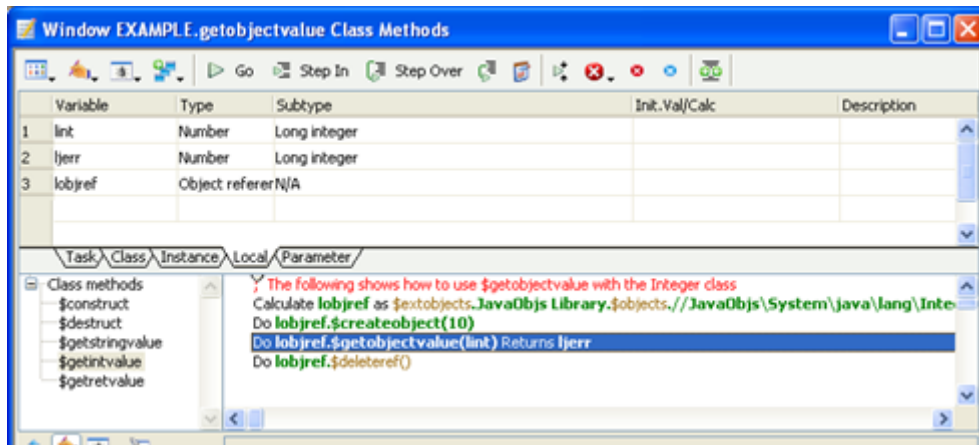 Window EXAMPLE.getobjectvalue Class Methods
Go Step In Step Over
Variable Type Subtype Init.Val/Calc Description
1 lint Number Long integer
2 ljerr Number Long integer
3 lobjref Object referer N/A
Task Class Instance Local Parameter
Class methods
$construct
$destruct
$getstringvalue
$getintvalue
$getretvalue
; The following shows how to use $getobjectvalue with the Integer class
Calculate lobjref as $extobjects.JavaObjs Library.$objects.//JavaObjs\System\java\lang\Inte
Do lobjref.$createobject(10)
Do lobjref.$getobjectvalue(lint) Returns ljerr
Do lobjref.$deleteref()